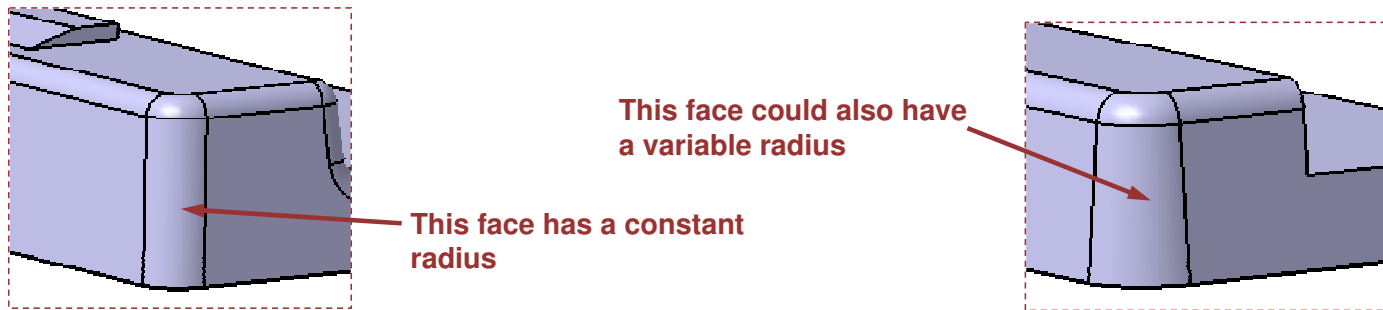 This face could also have
a variable radius
This face has a constant
radius